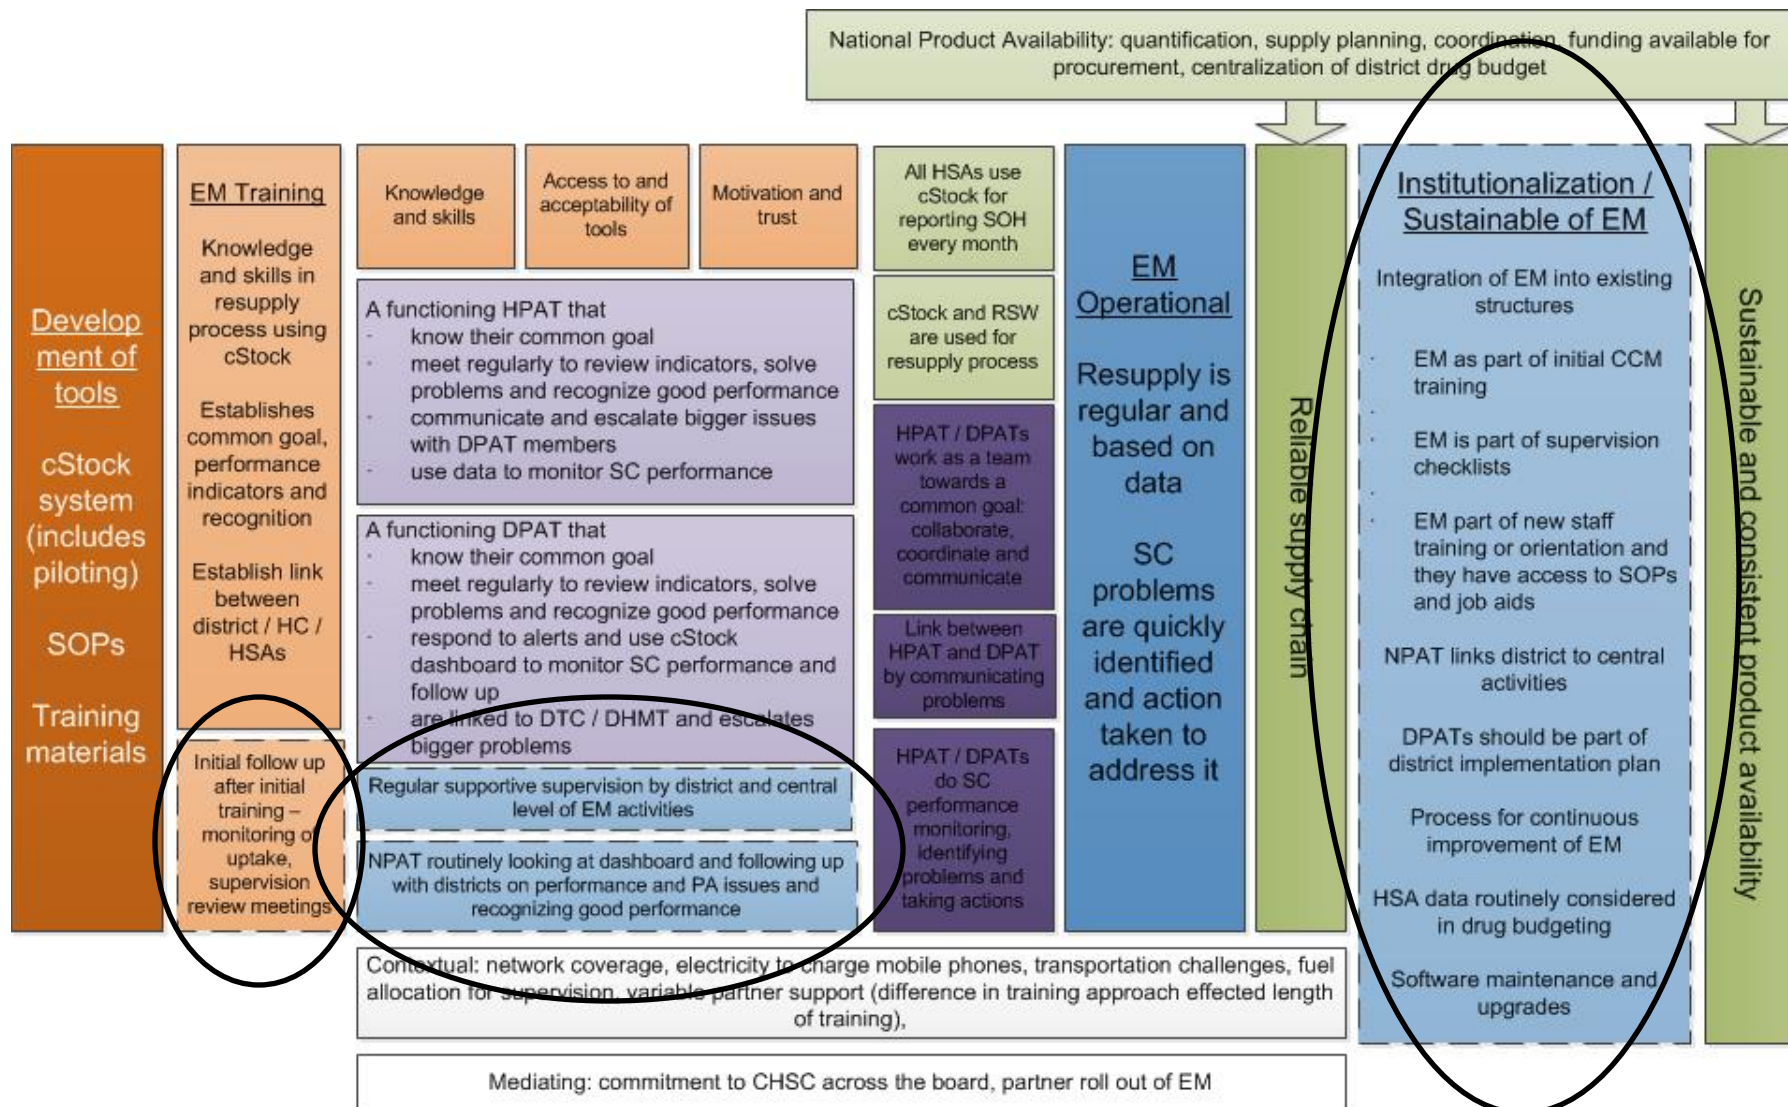 National Product Availability: quantification, supply planning, coordination, funding available for
procurement, centralization of district drug budget
Develop
ment of
tools
cStock
system
(includes
piloting)
SOPs
Training
materials
EM Training
Knowledge
and skills in
resupply
process using
cStock
Establishes
common goal,
performance
indicators and
recognition
Establish link
between
district / HC /
HSAs
Initial follow up
after initial
training –
monitoring of
uptake,
supervision
review meetings
Knowledge
and skills
Access to and
acceptability of
tools
Motivation and
trust
A functioning HPAT that
- know their common goal
- meet regularly to review indicators, solve
problems and recognize good performance
- communicate and escalate bigger issues
with DPAT members
- use data to monitor SC performance
A functioning DPAT that
- know their common goal
- meet regularly to review indicators, solve
problems and recognize good performance
- respond to alerts and use cStock
dashboard to monitor SC performance and
follow up
- are linked to DTC / DHMT and escalates
bigger problems
Regular supportive supervision by district and central
level of EM activities
NPAT routinely looking at dashboard and following up
with districts on performance and PA issues and
recognizing good performance
All HSAs use
cStock for
reporting SOH
every month
cStock and RSW
are used for
resupply process
HPAT / DPATs
work as a team
towards a
common goal:
collaborate,
coordinate and
communicate
Link between
HPAT and DPAT
by communicating
problems
HPAT / DPATs
do SC
performance
monitoring,
identifying
problems and
taking actions
EM
Operational
Resupply is
regular and
based on
data
SC
problems
are quickly
identified
and action
taken to
address it
Reliable supply chain
Institutionalization /
Sustainable of EM
Integration of EM into existing
structures
· EM as part of initial CCM
training
·
· EM is part of supervision
checklists
·
· EM part of new staff
training or orientation and
they have access to SOPs
and job aids
NPAT links district to central
activities
DPATs should be part of
district implementation plan
Process for continuous
improvement of EM
HSA data routinely considered
in drug budgeting
Software maintenance and
upgrades
Sustainable and consistent product availability
Contextual: network coverage, electricity to charge mobile phones, transportation challenges, fuel
allocation for supervision, variable partner support (difference in training approach effected length
of training),
Mediating: commitment to CHSC across the board, partner roll out of EM